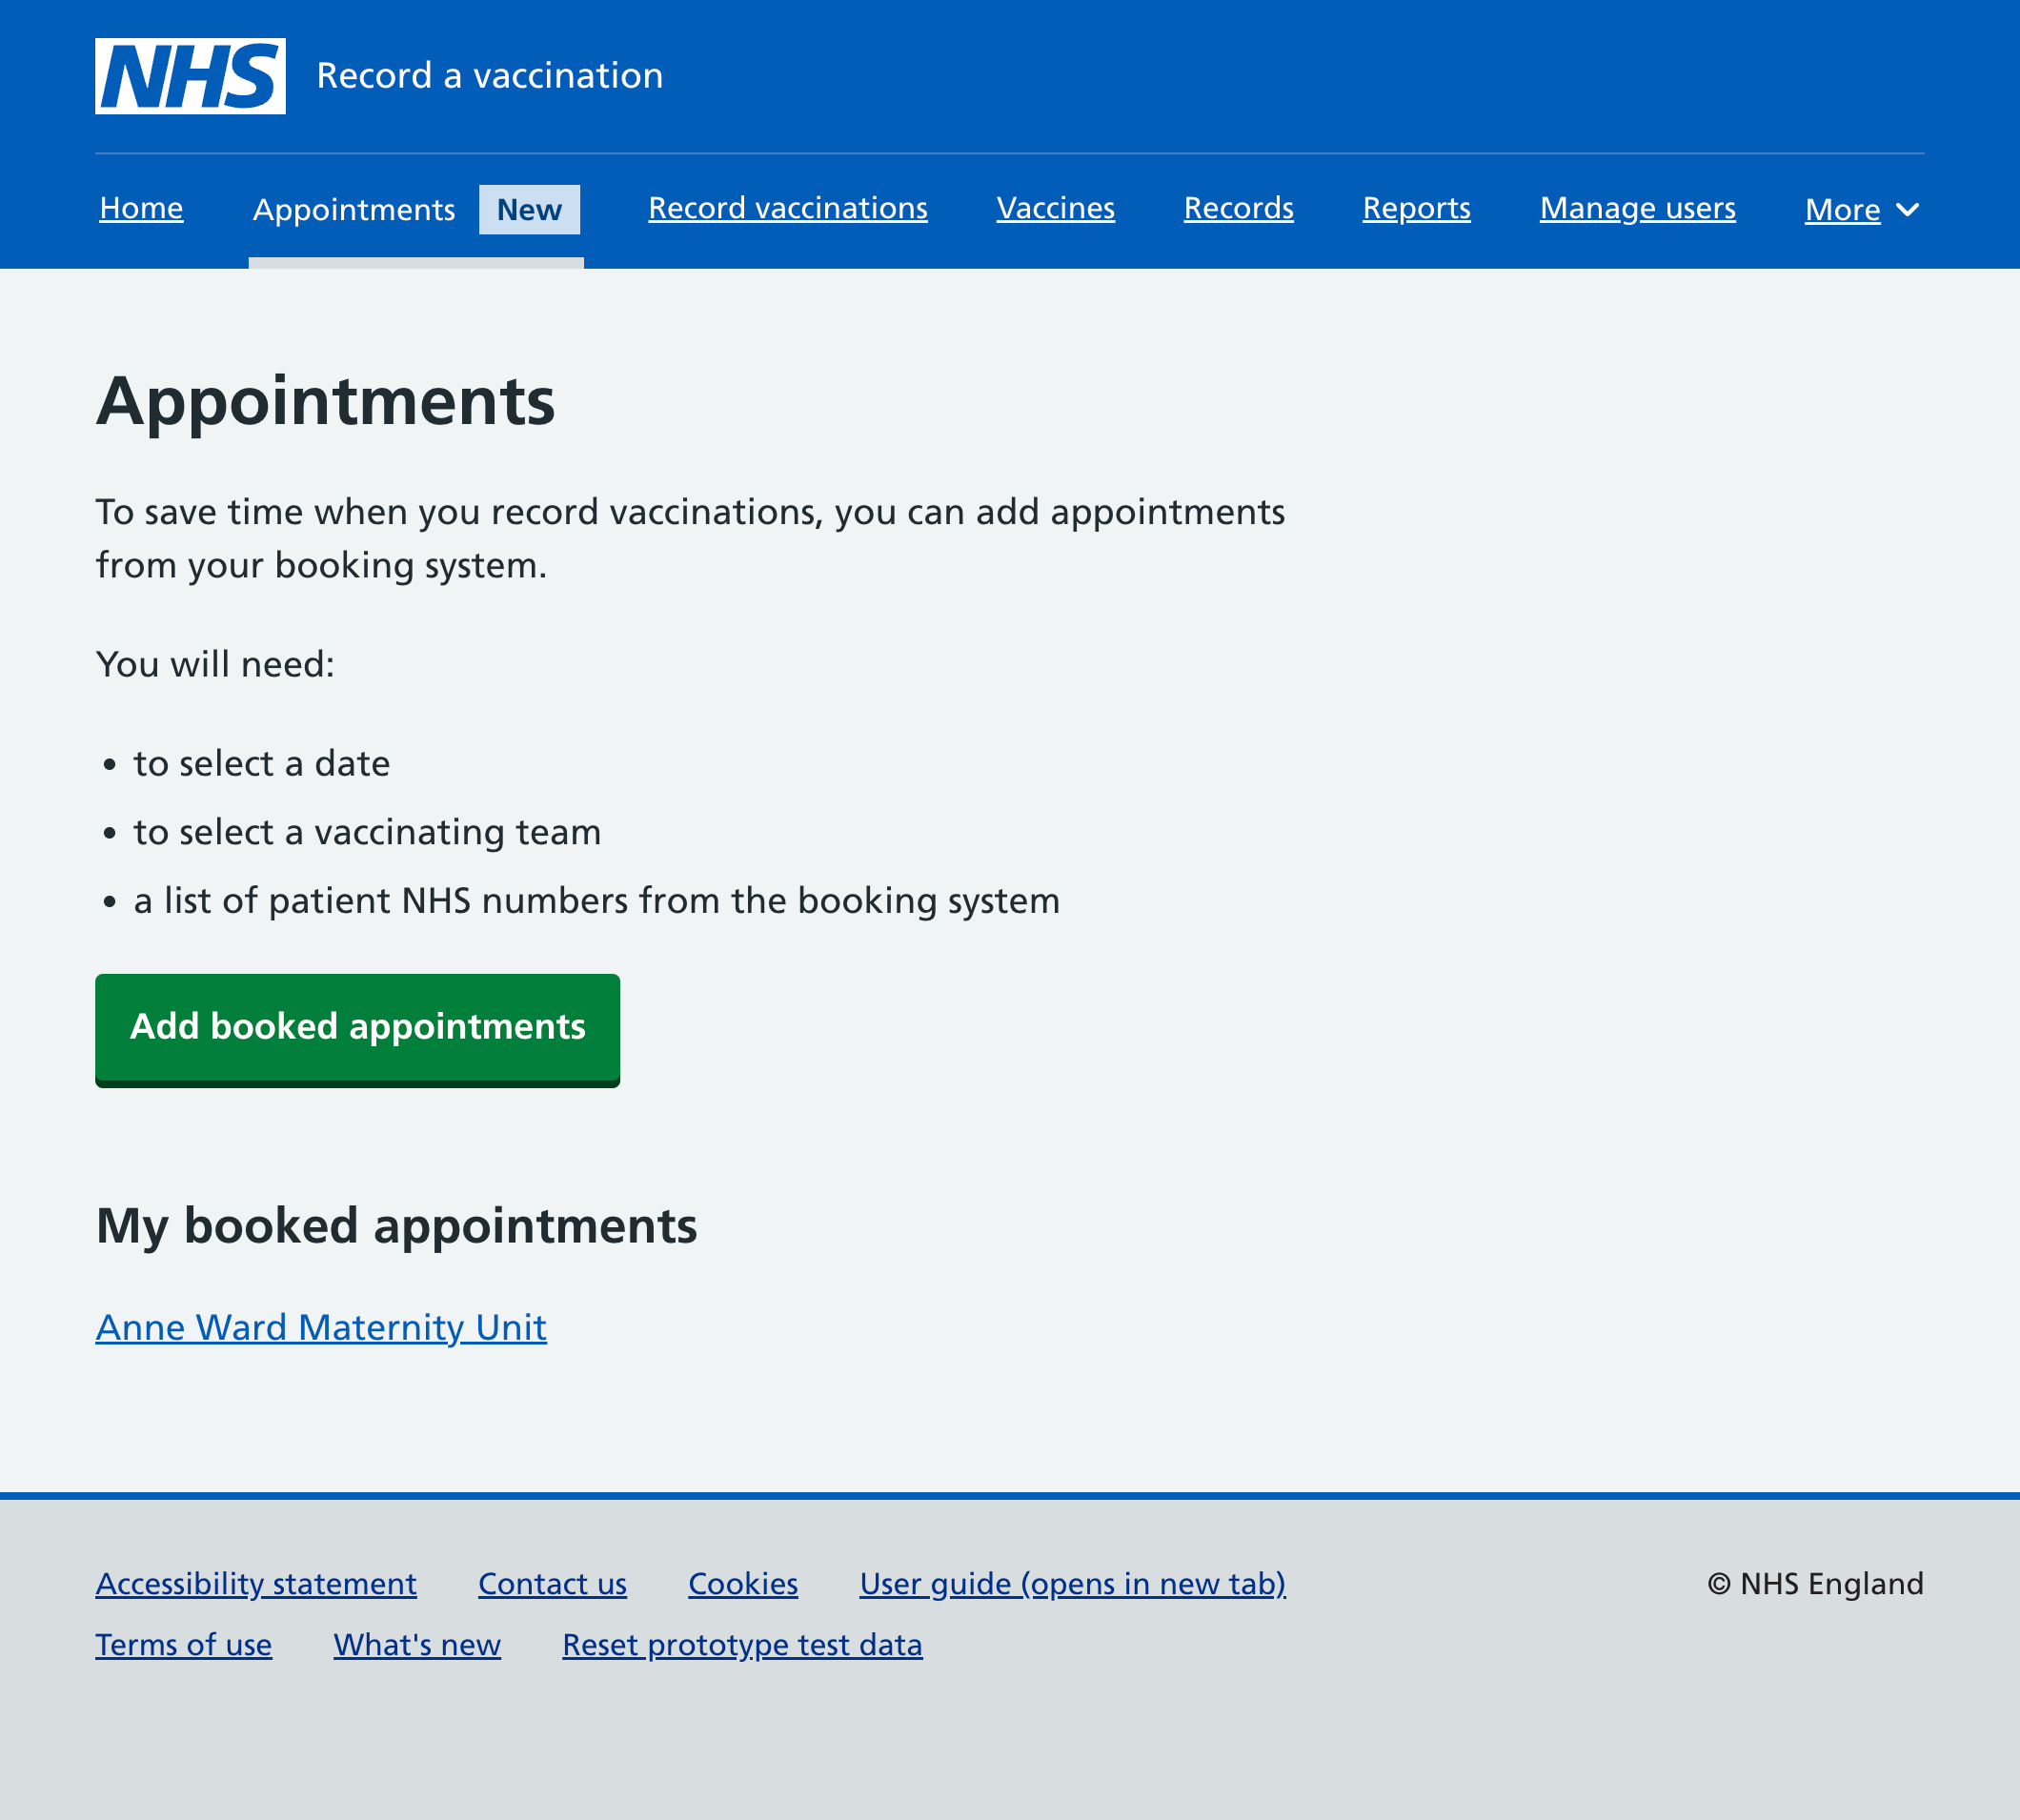 NHS Record a vaccination
Home Appointments New Record vaccinations Vaccines Records Reports Manage users More
Appointments
To save time when you record vaccinations, you can add appointments
from your booking system.
You will need:
• to select a date
• to select a vaccinating team
• a list of patient NHS numbers from the booking system
Add booked appointments
My booked appointments
Anne Ward Maternity Unit
Accessibility statement Contact us Cookies User guide (opens in new tab) © NHS England
Terms of use What's new Reset prototype test data